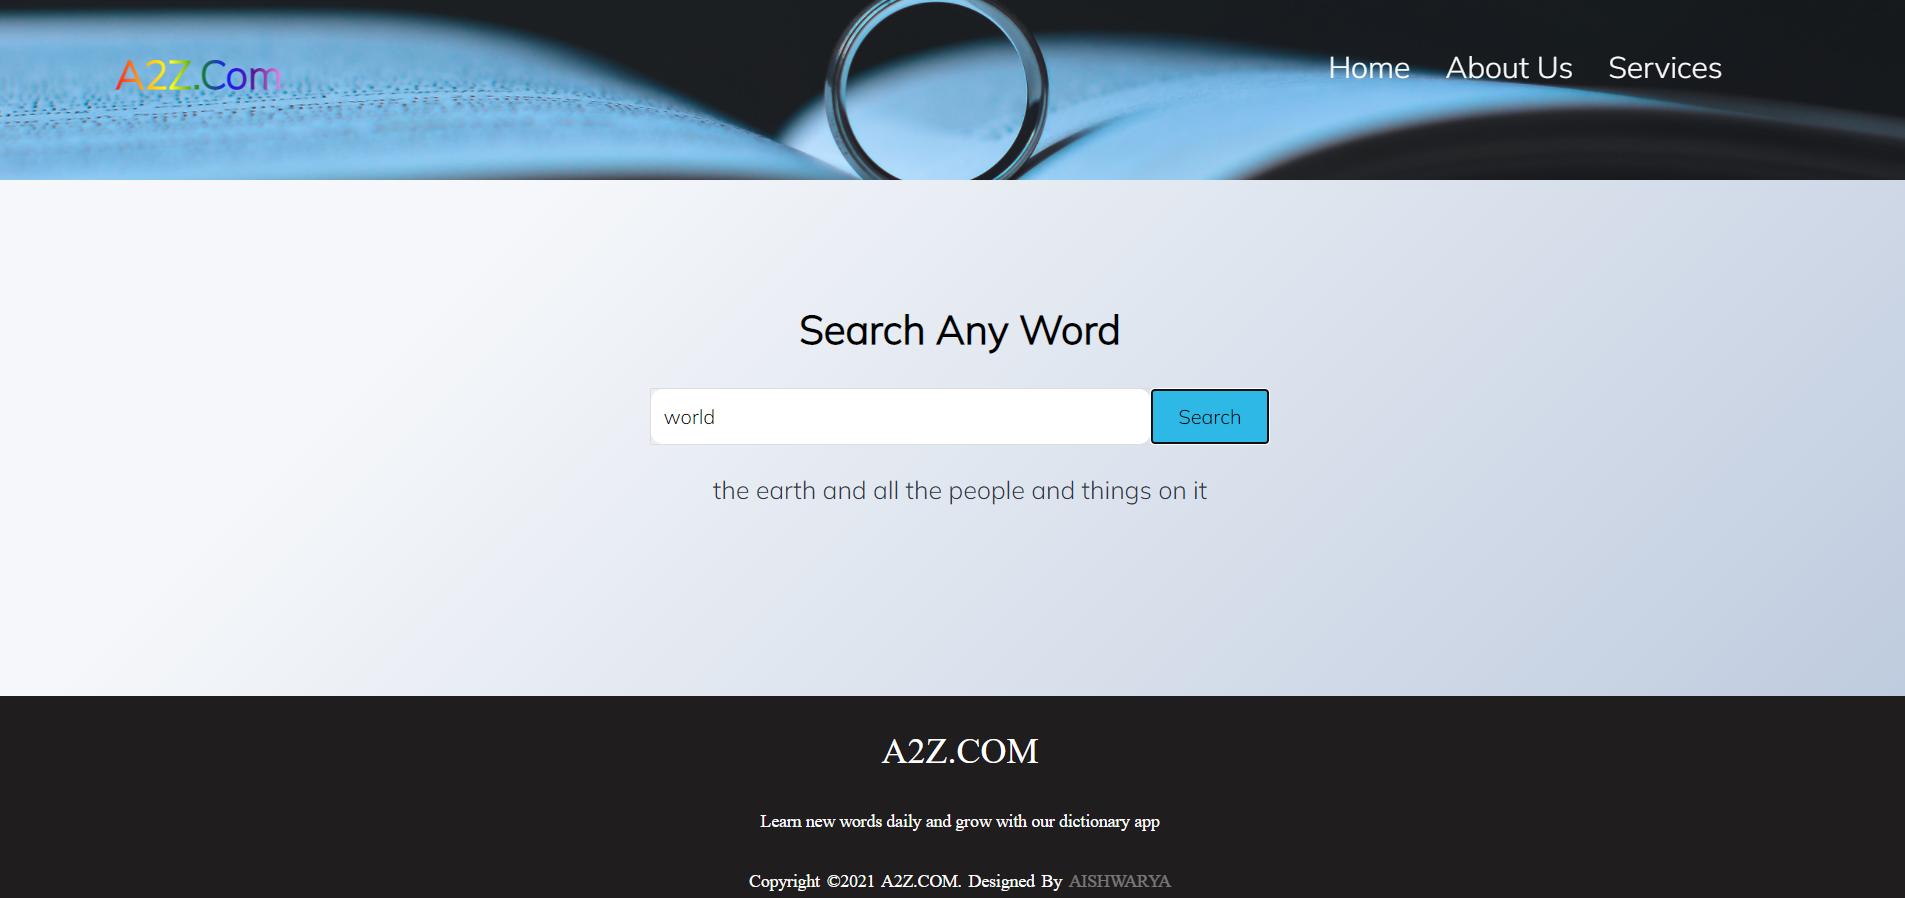 A2Z.Com
Home About Us Services
Search Any Word
world
Search
the earth and all the people and things on it
A2Z.COM
Learn new words daily and grow with our dictionary app
Copyright ©2021 A2Z.COM. Designed By AISHWARYA